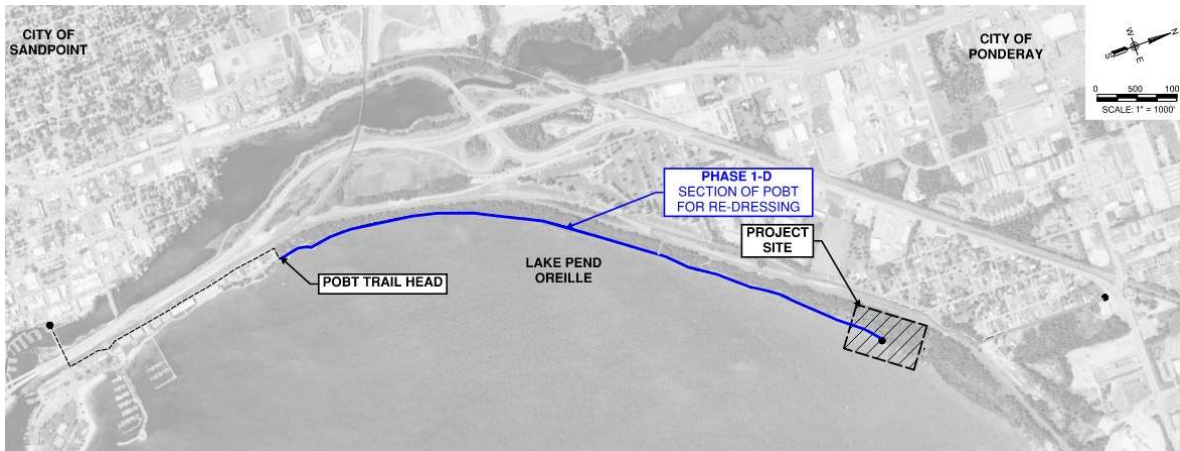 CITY OF
SANDPOINT
CITY OF
PONDERAY
N
W
S
E
0 500 100
SCALE: 1" = 1000'
PHASE 1-D
SECTION OF POBT
FOR RE-DRESSING
PROJECT
SITE
LAKE PEND
OREILLE
POBT TRAIL HEAD